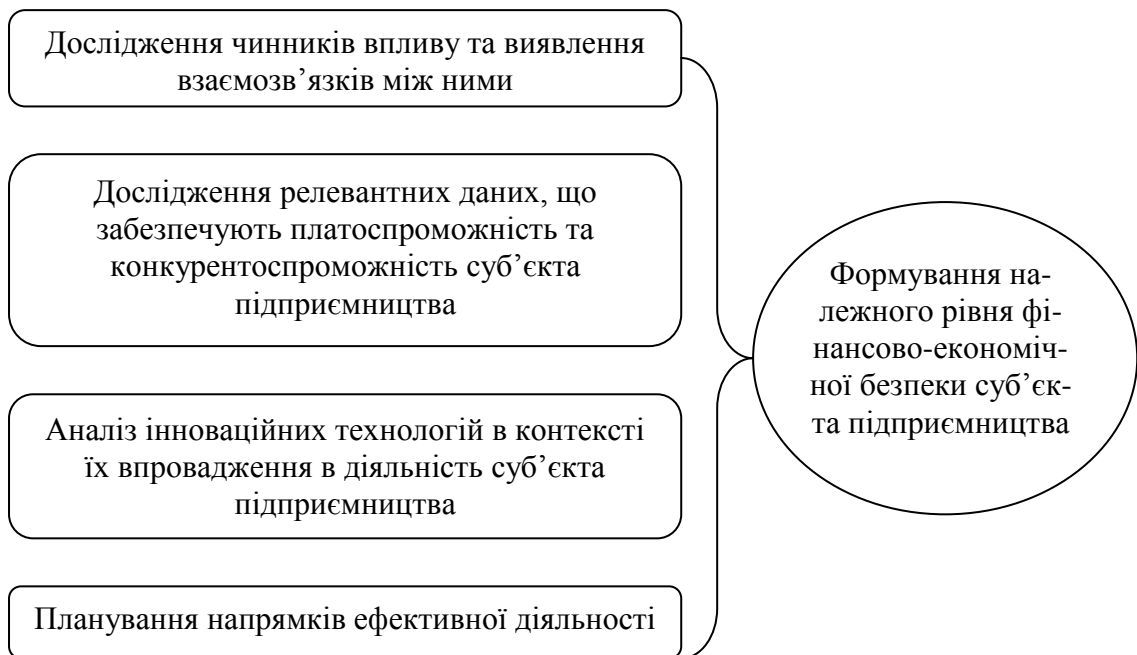 Дослідження чинників впливу та виявлення
взаємозв’язків між ними
Дослідження релевантних даних, що
забезпечують платоспроможність та
конкурентоспроможність суб’єкта
підприємництва
Аналіз інноваційних технологій в контексті
їх впровадження в діяльність суб’єкта
підприємництва
Планування напрямків ефективної діяльності
Формування на-
лежного рівня фі-
нансово-економіч-
ної безпеки суб’єк-
та підприємництва